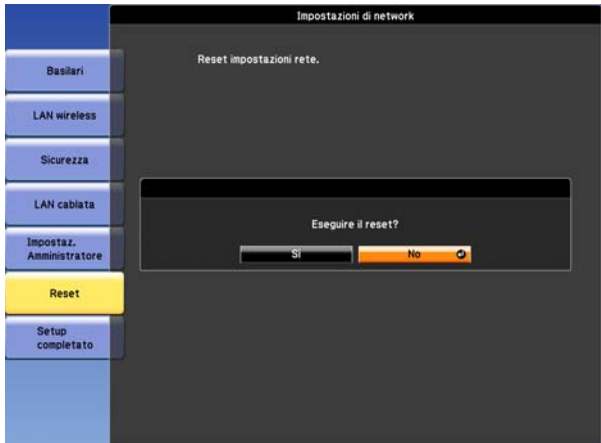 Impostazioni di network
Reset impostazioni rete.
Basilari
LAN wireless
Sicurezza
LAN cablata
Impostaz.
Amministratore
Reset
Setup
completato
Eseguire il reset?
Sì No